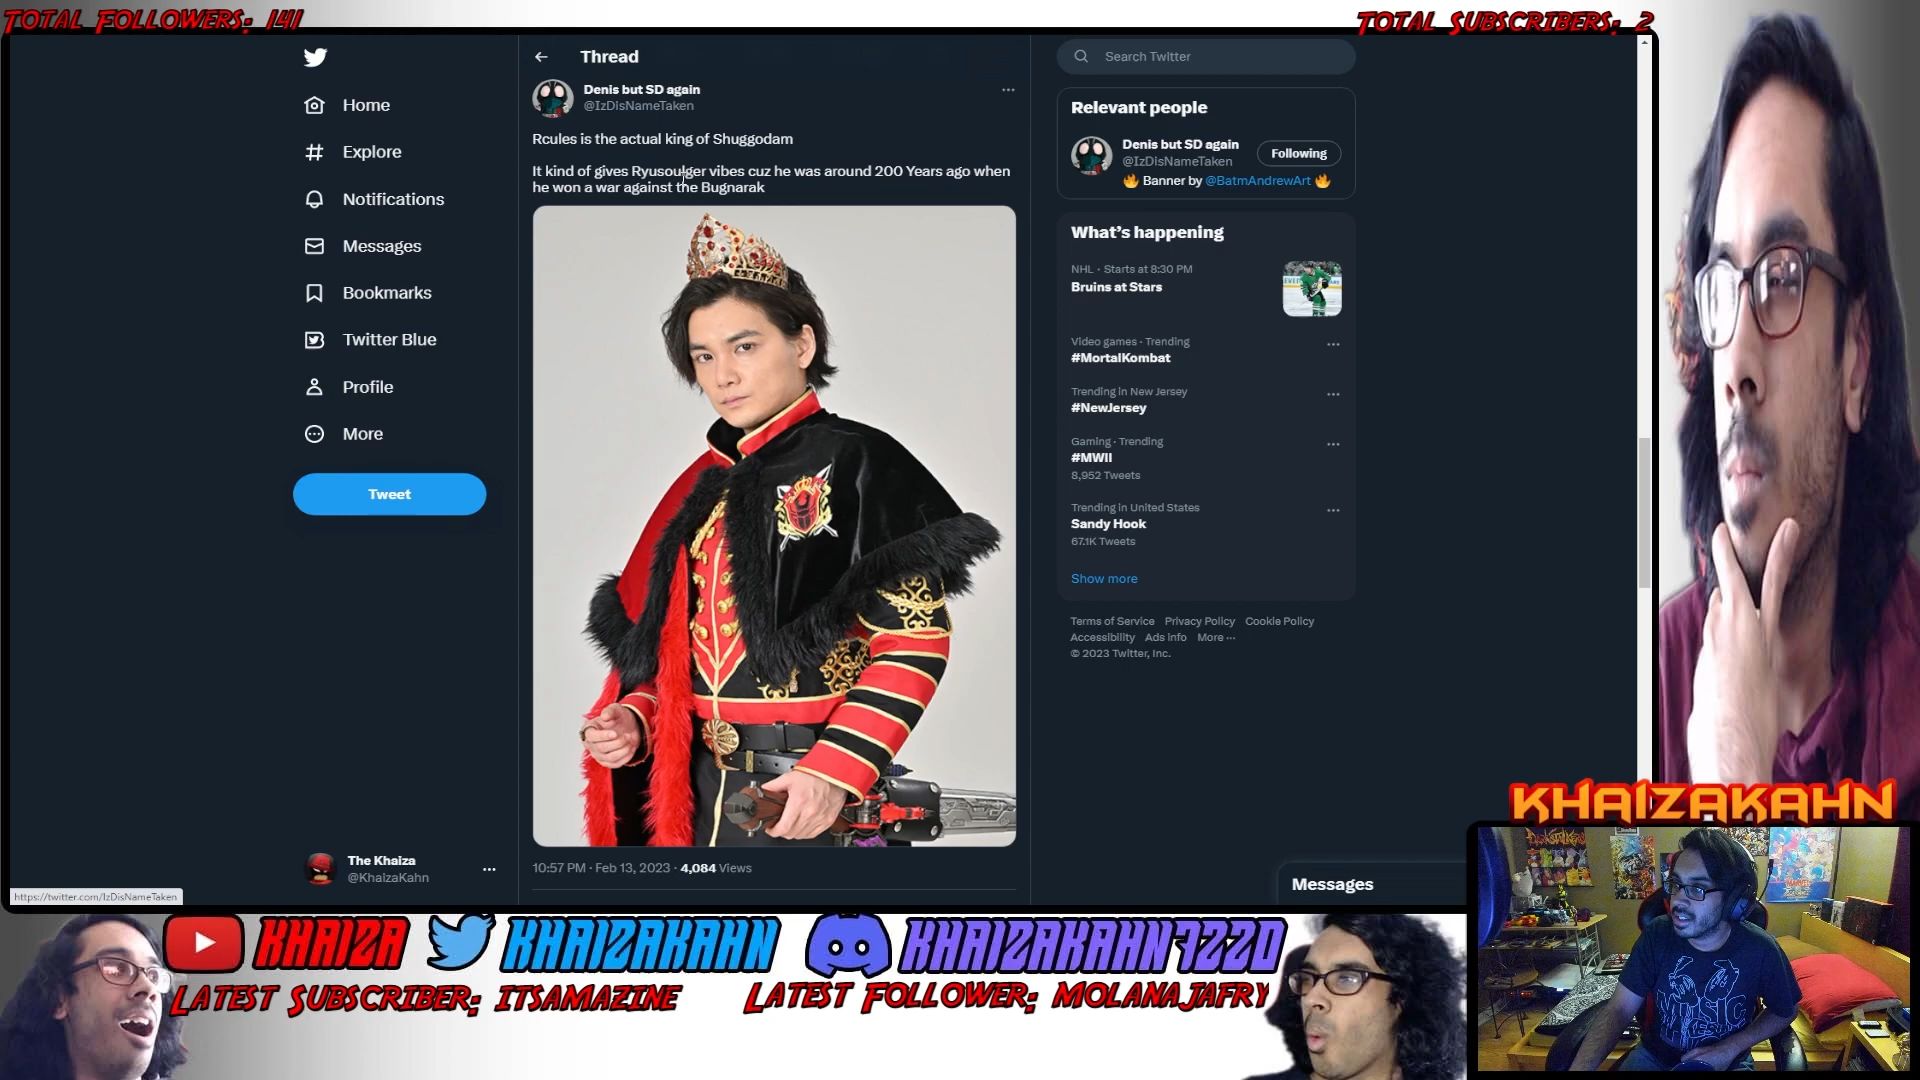 TOTAL FOLLOWERS: 141
TOTAL SUBSCRIBERS: 2
Home
Explore
Notifications
Messages
Bookmarks
Twitter Blue
Profile
More
Tweet
The Khaiza
@KhaizaKahn
https://twitter.com/IzDisNameTaken
Thread
Denis but SD again
@IzDisNameTaken
Rcules is the actual king of Shuggodam
It kind of gives Ryusoulger vibes cuz he was around 200 Years ago when
he won a war against the Bugnarak
10:57 PM · Feb 13, 2023 · 4,084 Views
Search Twitter
Relevant people
Denis but SD again
@IzDisNameTaken
Following
🔥 Banner by @BatmAndrewArt 🔥
What's happening
NHL · Starts at 8:30 PM
Bruins at Stars
Video games · Trending
#MortalKombat
Trending in New Jersey
#NewJersey
Gaming · Trending
#MWII
8,952 Tweets
Trending in United States
Sandy Hook
67.1K Tweets
Show more
Terms of Service Privacy Policy Cookie Policy
Accessibility Ads info More ...
© 2023 Twitter, Inc.
Messages
KHAIZAKAHN
KHAIZA
KHAIZAKAHN
KHAIZAKAHN7220
LATEST SUBSCRIBER: ITSAMAZINE
LATEST FOLLOWER: MOLANAJAFRY